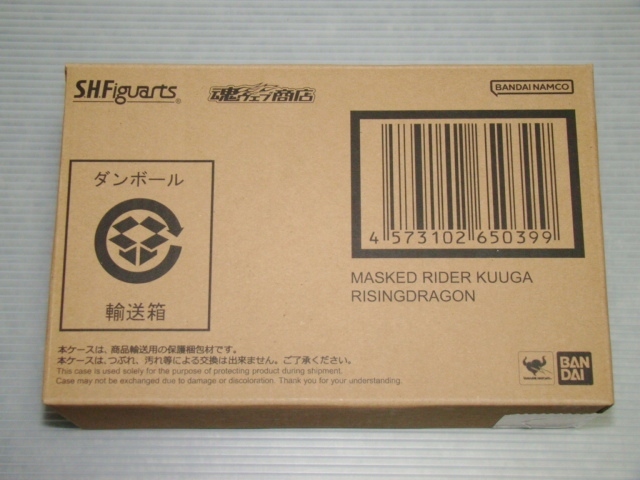 S.H.Figuarts®
魂ウェブ商店
BANDAI NAMCO
ダンボール
輸送箱
4 573102 650399
MASKED RIDER KUUGA
RISINGDRAGON
本ケースは、商品輸送用の保護梱包材です。
本ケースは、つぶれ、汚れ等による交換は出来ません。ご了承ください。
This case is used solely for the purpose of protecting product during shipment.
Case may not be exchanged due to damage or discoloration. Thank you for your understanding.
BAN
DAI